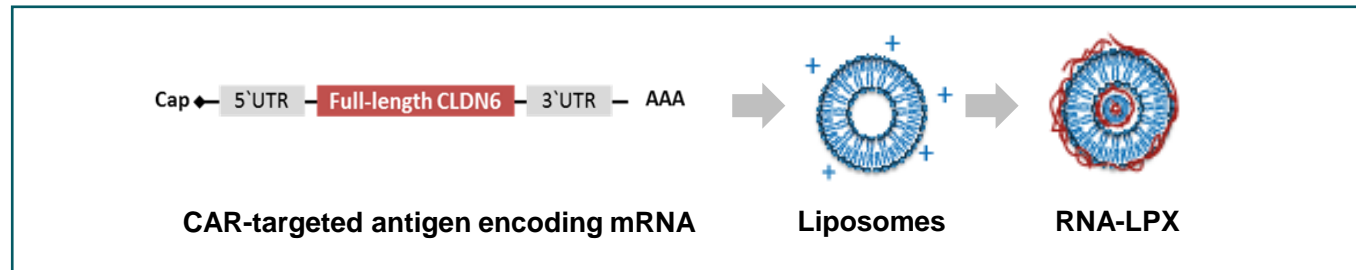 Cap 5`UTR Full-length CLDN6 3`UTR AAA
+ + + + +
CAR-targeted antigen encoding mRNA Liposomes RNA-LPX